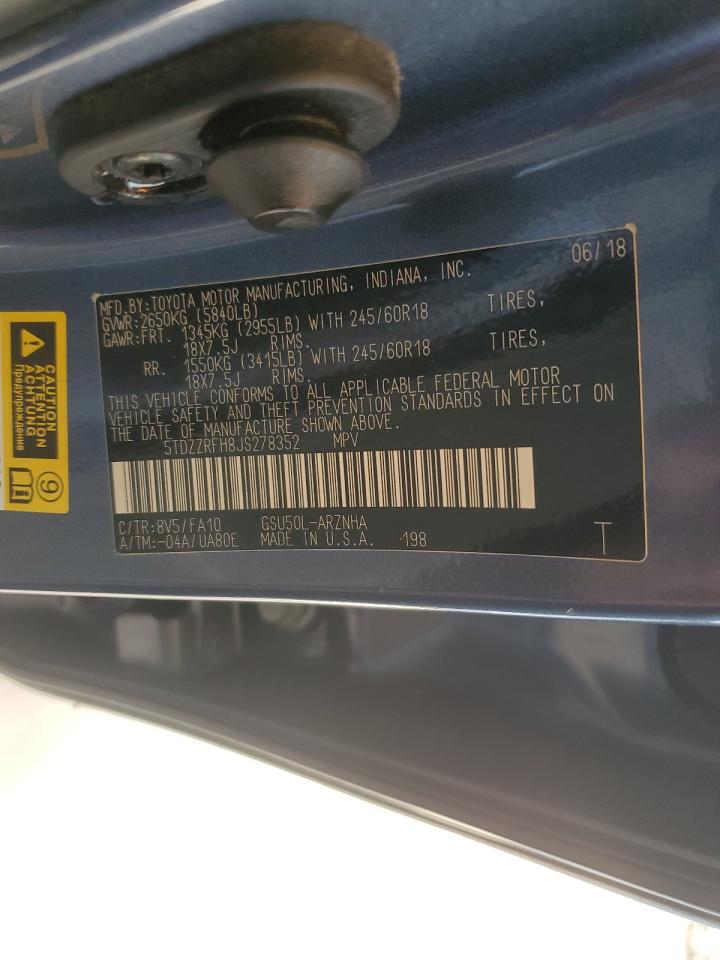 06/18
MFD.BY:TOYOTA MOTOR MANUFACTURING, INDIANA, INC.
GVWR:2650KG (5840LB)
GAWR:FRT. 1345KG (2955LB) WITH 245/60R18 TIRES,
18X7.5J RIMS.
RR. 1550KG (3415LB) WITH 245/60R18 TIRES,
18X7.5J RIMS.
THIS VEHICLE CONFORMS TO ALL APPLICABLE FEDERAL MOTOR
VEHICLE SAFETY AND THEFT PREVENTION STANDARDS IN EFFECT ON
THE DATE OF MANUFACTURE SHOWN ABOVE.
5TDZZRFH8JS278352 MPV
C/TR:8V5/FA10 GSU50L-ARZNHA
A/TM:-04A/UA80E MADE IN U.S.A. 198 T
CAUTION
ATTENTION
ACHTUNG
Предупреждение
9